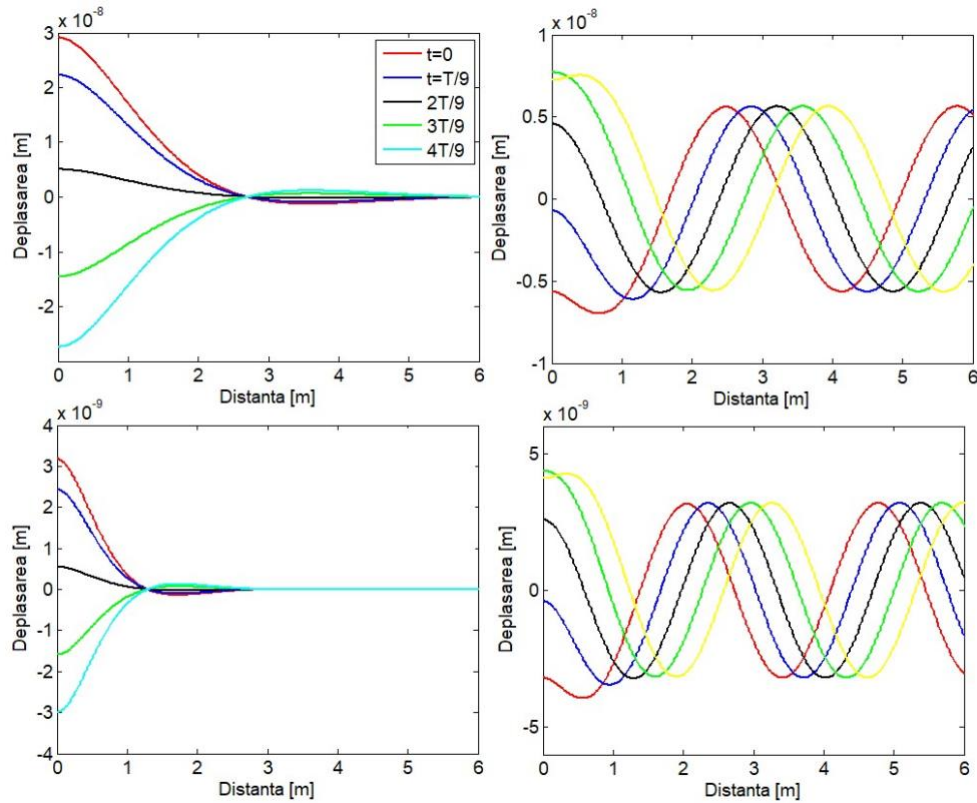 x 10-8
3
2
1
0
-1
-2
Deplasarea [m]
0 1 2 3 4 5 6
Distanta [m]
t=0
t=T/9
2T/9
3T/9
4T/9
x 10-8
1
0.5
0
-0.5
-1
Deplasarea [m]
0 1 2 3 4 5 6
Distanta [m]
x 10-9
4
3
2
1
0
-1
-2
-3
-4
Deplasarea [m]
0 1 2 3 4 5 6
Distanta [m]
x 10-9
5
0
-5
Deplasarea [m]
0 1 2 3 4 5 6
Distanta [m]